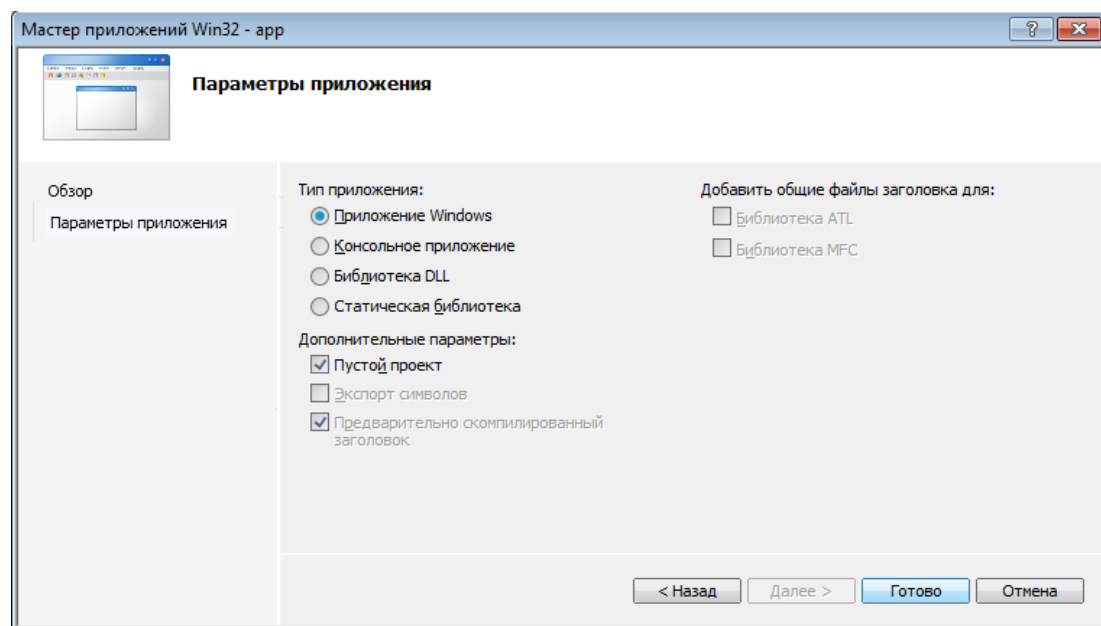 Мастер приложений Win32 - app
Параметры приложения
Обзор
Параметры приложения
Тип приложения:
Приложение Windows
Консольное приложение
Библиотека DLL
Статическая библиотека
Дополнительные параметры:
Пустой проект
Экспорт символов
Предварительно скомпилированный
заголовок
Добавить общие файлы заголовка для:
Библиотека ATL
Библиотека MFC
< Назад
Далее >
Готово
Отмена